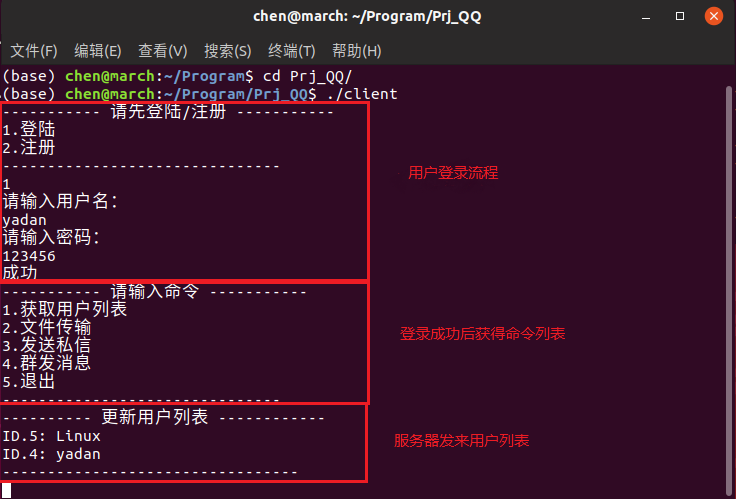 chen@march: ~/Program/Prj_QQ
文件(F) 编辑(E) 查看(V) 搜索(S) 终端(T) 帮助(H)
(base) chen@march:~/Program$ cd Prj_QQ/
(base) chen@march:~/Program/Prj_QQ$ ./client
----------- 请先登陆/注册 -----------
1.登陆
2.注册
-------------------------------
1
用户登录流程
请输入用户名：
yadan
请输入密码：
123456
成功
----------- 请输入命令 -----------
1.获取用户列表
2.文件传输
登录成功后获得命令列表
3.发送私信
4.群发消息
5.退出
-------------------------------
---------- 更新用户列表 ------------
ID.5: Linux
服务器发来用户列表
ID.4: yadan
---------------------------------